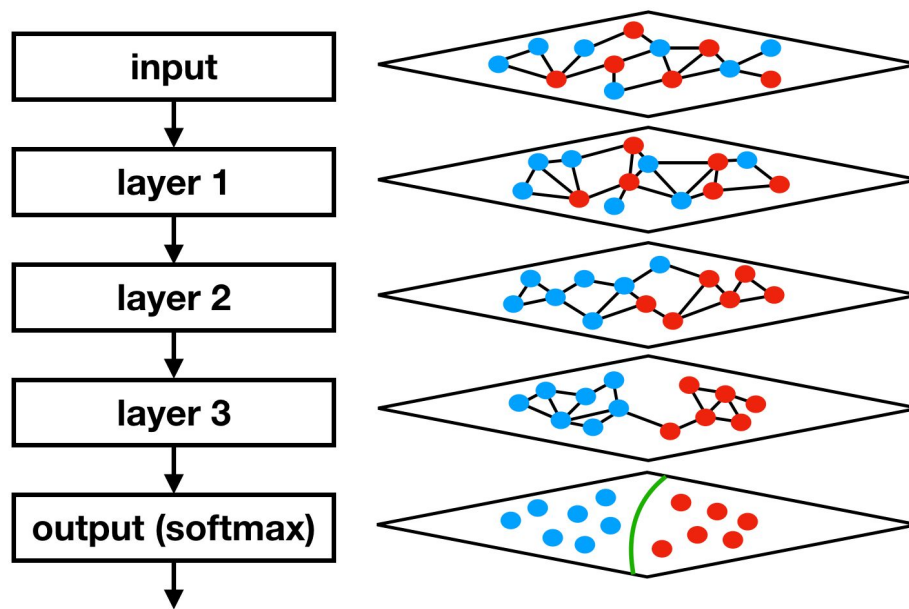 input
layer 1
layer 2
layer 3
output (softmax)